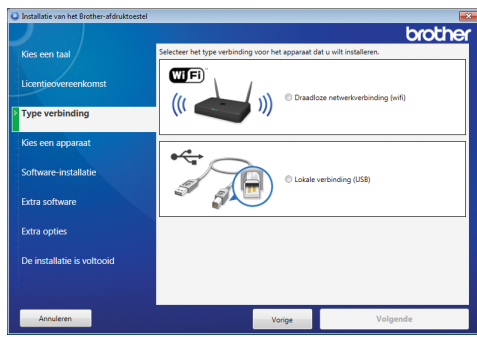 Installatie van het Brother-afdruktoestel
brother
Kies een taal
Licentieovereenkomst
Type verbinding
Kies een apparaat
Software-installatie
Extra software
Extra opties
De installatie is voltooid
Selecteer het type verbinding voor het apparaat dat u wilt installeren.
Wi Fi
Draadloze netwerkverbinding (wifi)
Lokale verbinding (USB)
Annuleren
Vorige
Volgende